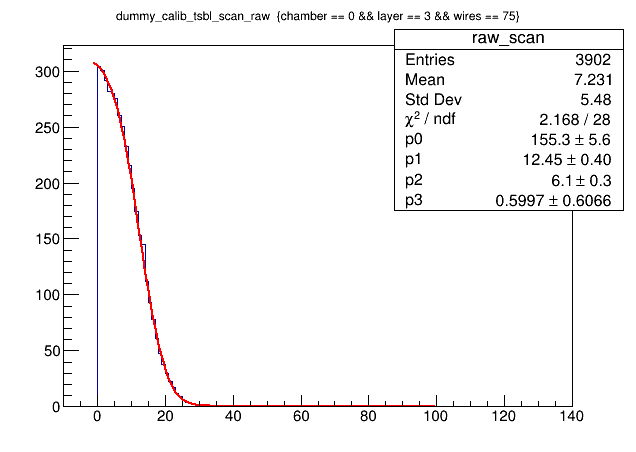 dummy_calib_tsbl_scan_raw {chamber == 0 && layer == 3 && wires == 75}
raw_scan
Entries 3902
Mean 7.231
Std Dev 5.48
χ² / ndf 2.168 / 28
p0 155.3 ± 5.6
p1 12.45 ± 0.40
p2 6.1 ± 0.3
p3 0.5997 ± 0.6066
300
250
200
150
100
50
0
0 20 40 60 80 100 120 140